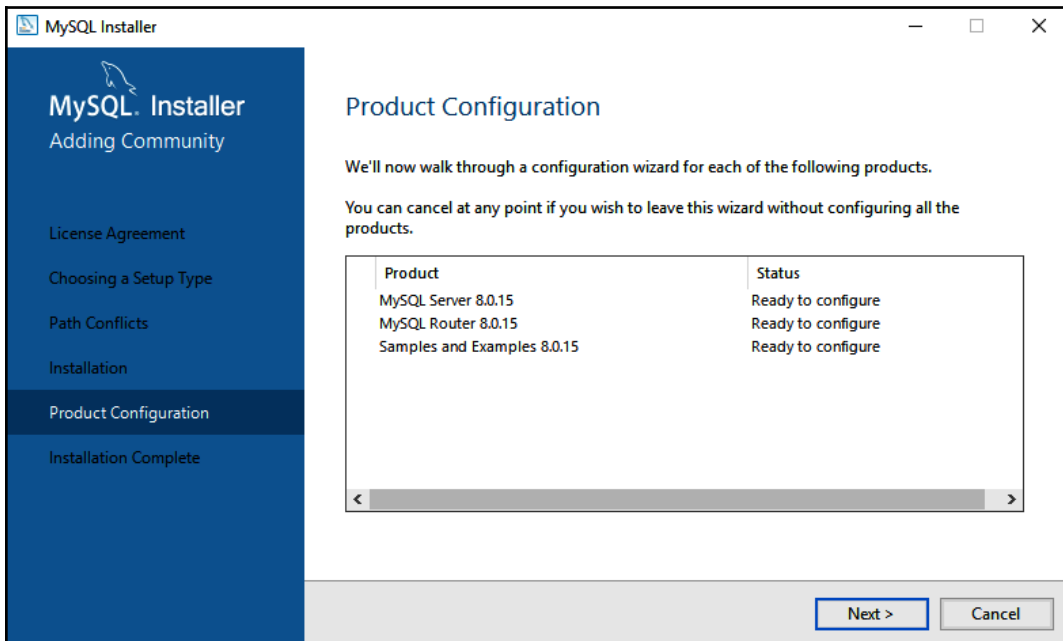 MySQL Installer
MySQL. Installer
Adding Community
License Agreement
Choosing a Setup Type
Path Conflicts
Installation
Product Configuration
Installation Complete
Product Configuration
We'll now walk through a configuration wizard for each of the following products.
You can cancel at any point if you wish to leave this wizard without configuring all the
products.
Product Status
MySQL Server 8.0.15 Ready to configure
MySQL Router 8.0.15 Ready to configure
Samples and Examples 8.0.15 Ready to configure
Next > Cancel